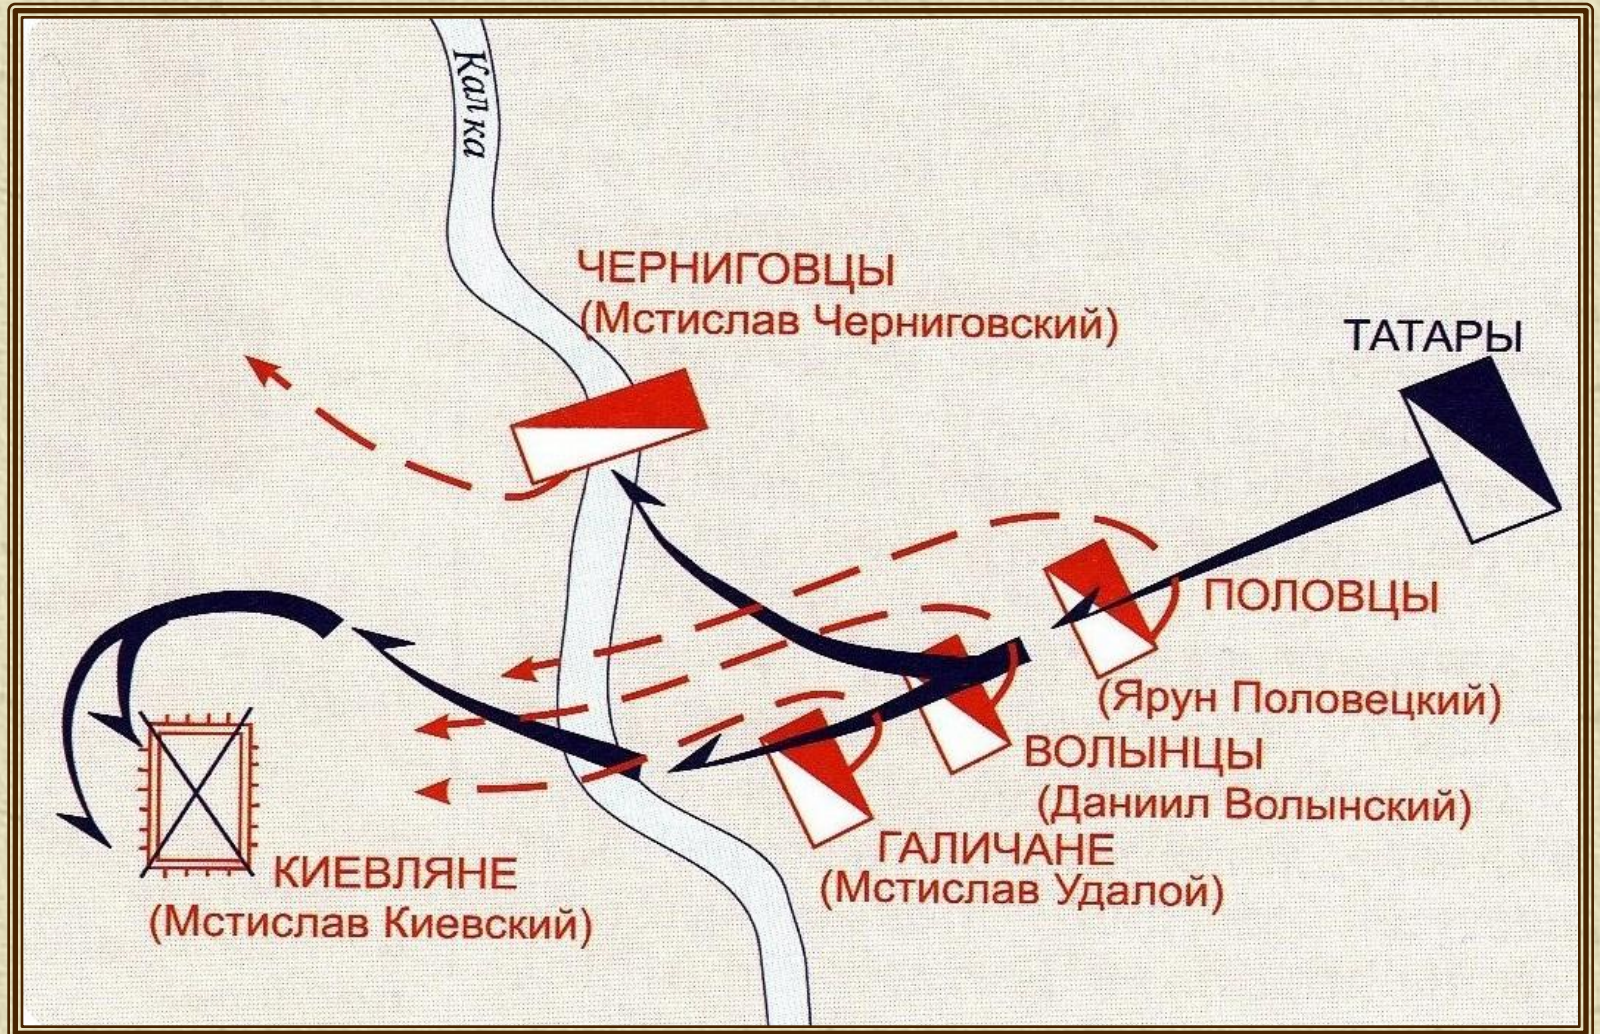 Калка
ЧЕРНИГОВЦЫ
(Мстислав Черниговский)
ТАТАРЫ
ПОЛОВЦЫ
(Ярун Половецкий)
ВОЛЫНЦЫ
(Даниил Волынский)
ГАЛИЧАНЕ
(Мстислав Удалой)
КИЕВЛЯНЕ
(Мстислав Киевский)